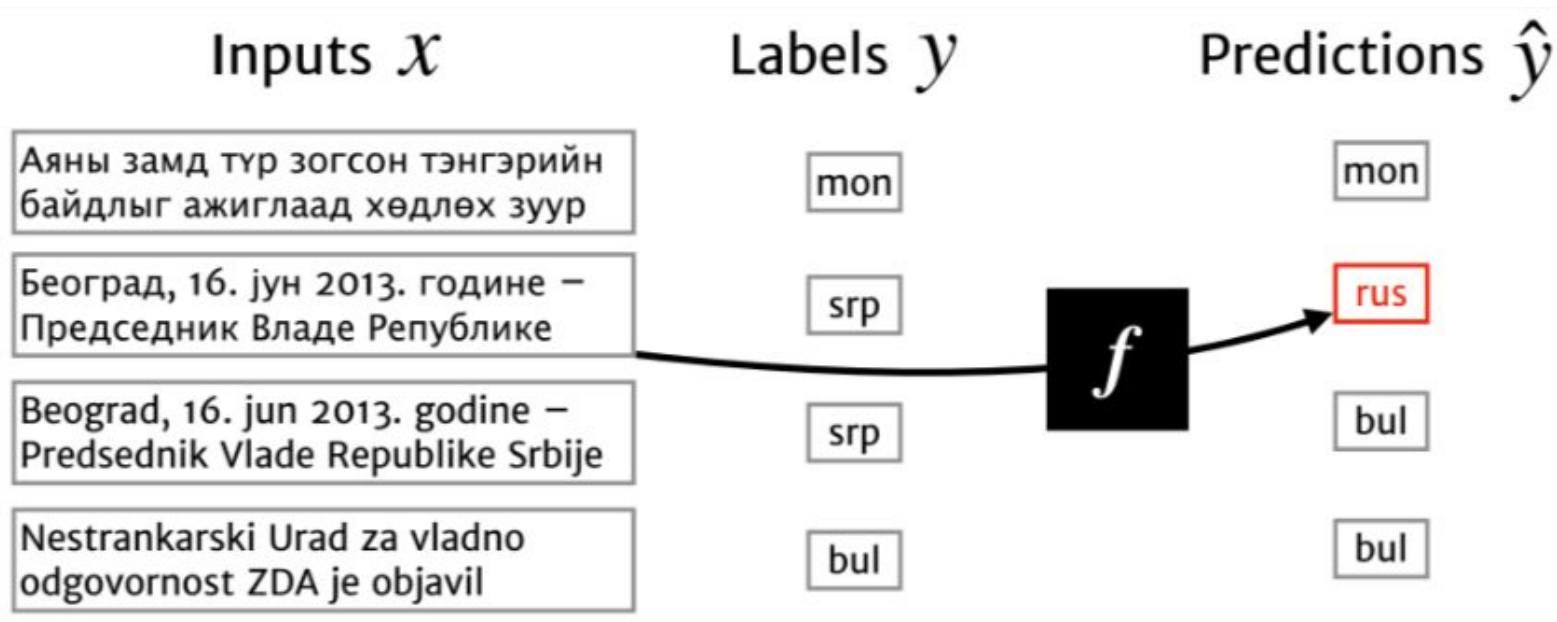 Inputs x Labels y Predictions ŷ
Аяны замд түр зогсон тэнгэрийн
байдлыг ажиглаад хөдлөх зуур
mon
mon
Београд, 16. јун 2013. године –
Председник Владе Републике
srp
rus
f
Beograd, 16. jun 2013. godine –
Predsednik Vlade Republike Srbije
srp
bul
Nestrankarski Urad za vladno
odgovornost ZDA je objavil
bul
bul